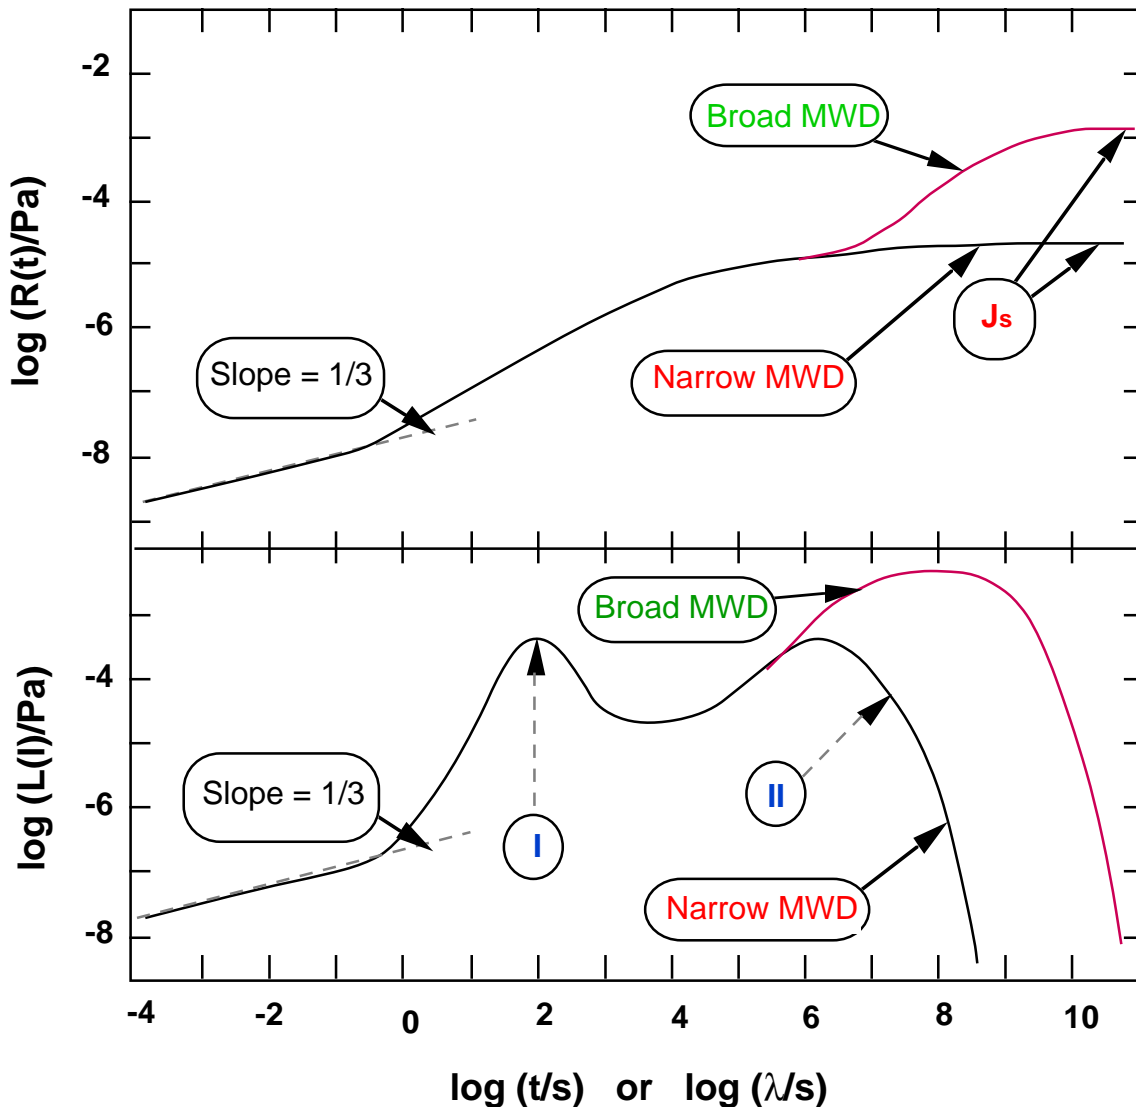 -2
Broad MWD
-4
log (R(t)/Pa)
Js
-6
Slope = 1/3
Narrow MWD
-8
Broad MWD
-4
log (L(l)/Pa)
Slope = 1/3
II
-6
I
Narrow MWD
-8
-4 -2 0 2 4 6 8 10
log (t/s) or log (λ/s)